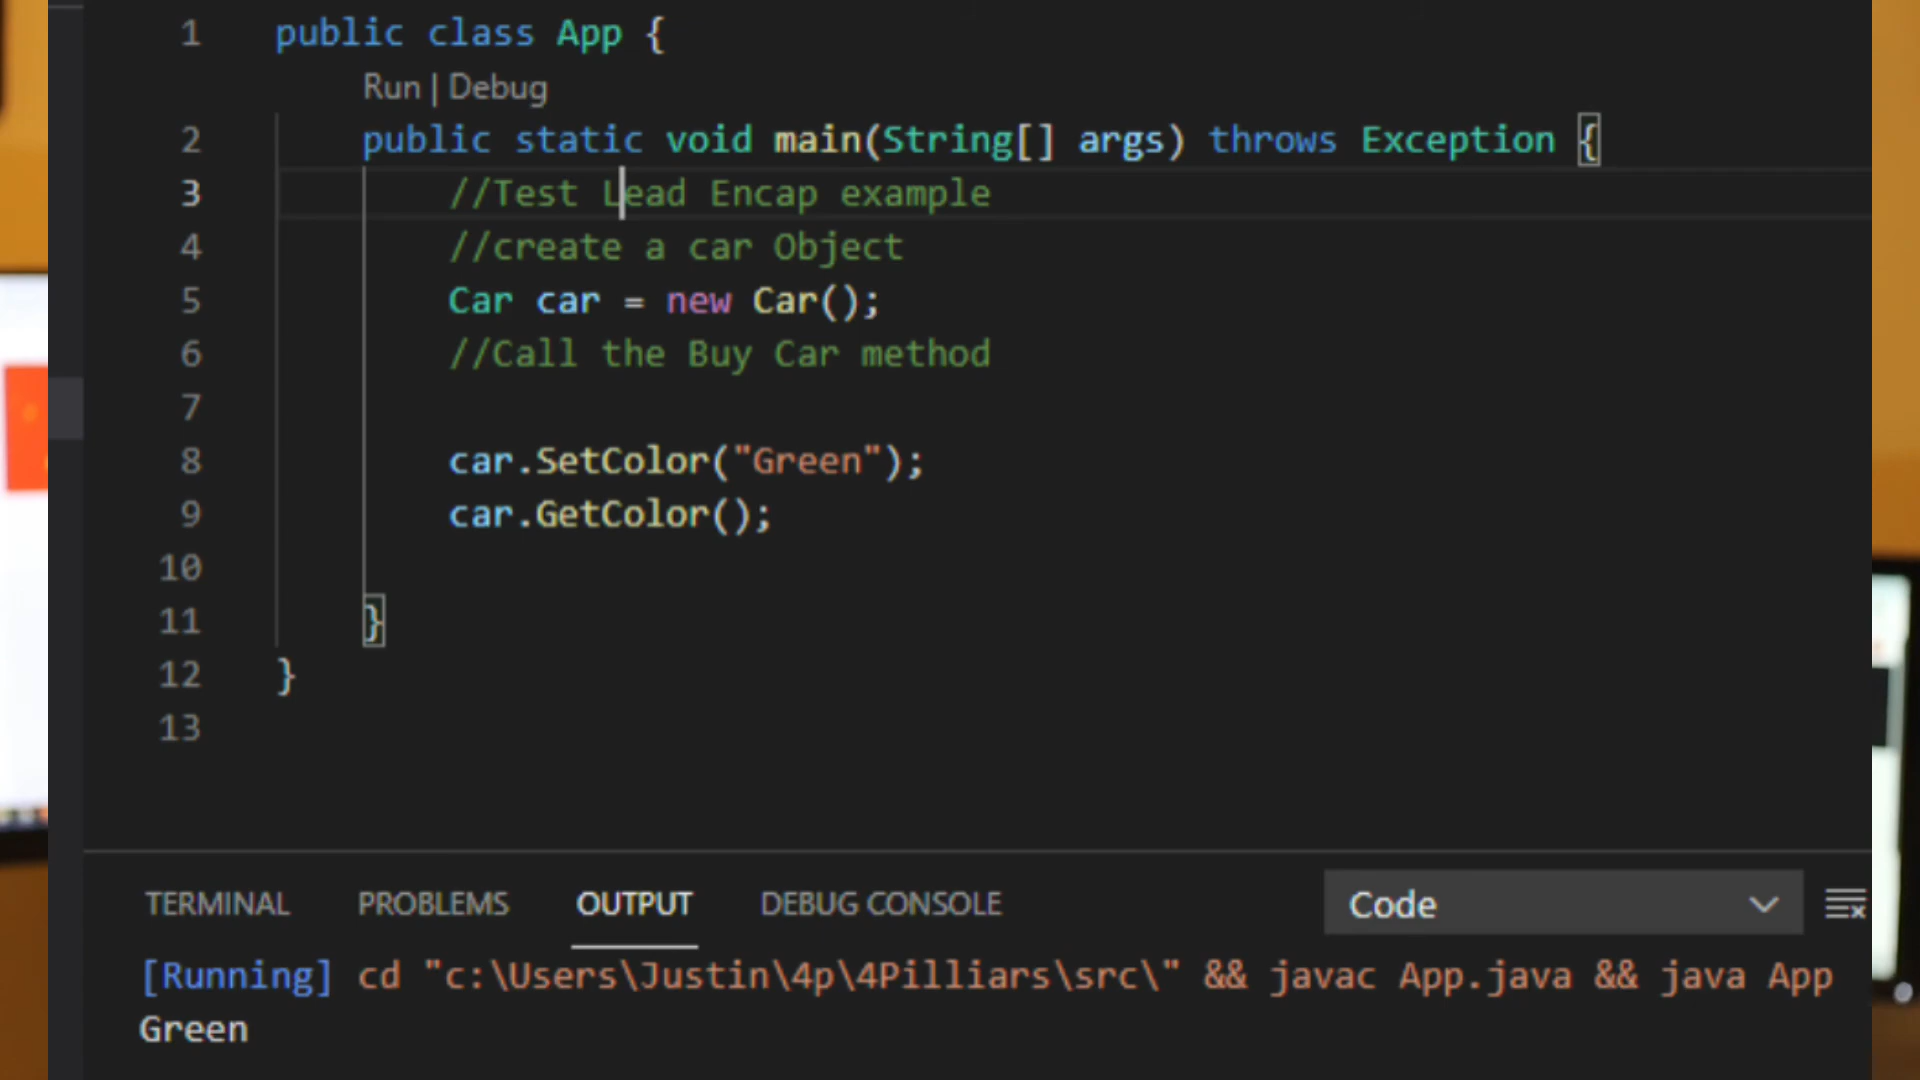 1 public class App {
Run | Debug
2 public static void main(String[] args) throws Exception {
3 //Test Lead Encap example
4 //create a car Object
5 Car car = new Car();
6 //Call the Buy Car method
7
8 car.SetColor("Green");
9 car.GetColor();
10
11 }
12 }
13
TERMINAL PROBLEMS OUTPUT DEBUG CONSOLE Code
[Running] cd "c:\Users\Justin\4p\4Pilliars\src\" && javac App.java && java App
Green